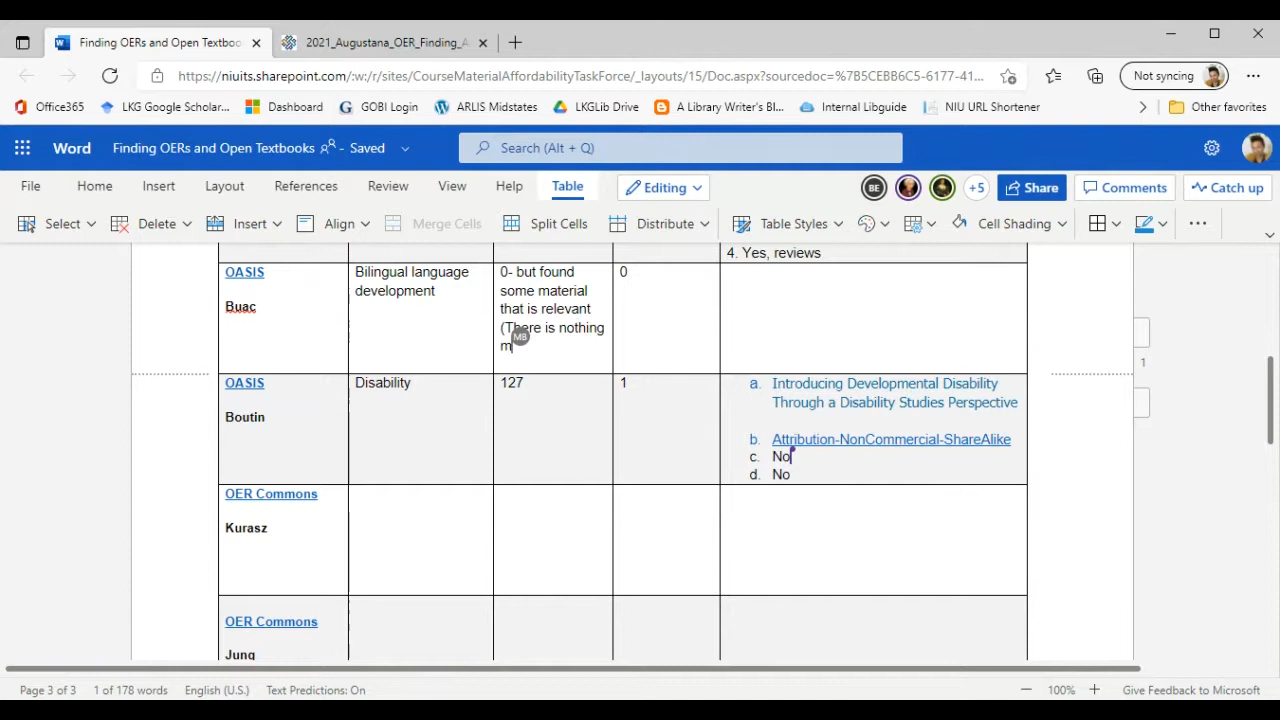 Finding OERs and Open Textboo
2021_Augustana_OER_Finding_A
https://niuits.sharepoint.com/:w:/r/sites/CourseMaterialAffordabilityTaskForce/_layouts/15/Doc.aspx?sourcedoc=%7B5CEBB6C5-6177-41...
Not syncing
Office365
LKG Google Scholar...
Dashboard
GOBI Login
ARLIS Midstates
LKGLib Drive
A Library Writer's Bl...
Internal Libguide
NIU URL Shortener
Other favorites
Word
Finding OERs and Open Textbooks
- Saved
Search (Alt + Q)
File
Home
Insert
Layout
References
Review
View
Help
Table
Editing
BE
+5
Share
Comments
Catch up
Select
Delete
Insert
Align
Merge Cells
Split Cells
Distribute
Table Styles
Cell Shading
4. Yes, reviews
OASIS
Buac
Bilingual language
development
0- but found
some material
that is relevant
(There is nothing
m
MB
0
1
OASIS
Boutin
Disability
127
1
a. Introducing Developmental Disability
Through a Disability Studies Perspective
b. Attribution-NonCommercial-ShareAlike
c. No
d. No
OER Commons
Kurasz
OER Commons
Jung
Page 3 of 3
1 of 178 words
English (U.S.)
Text Predictions: On
100%
Give Feedback to Microsoft